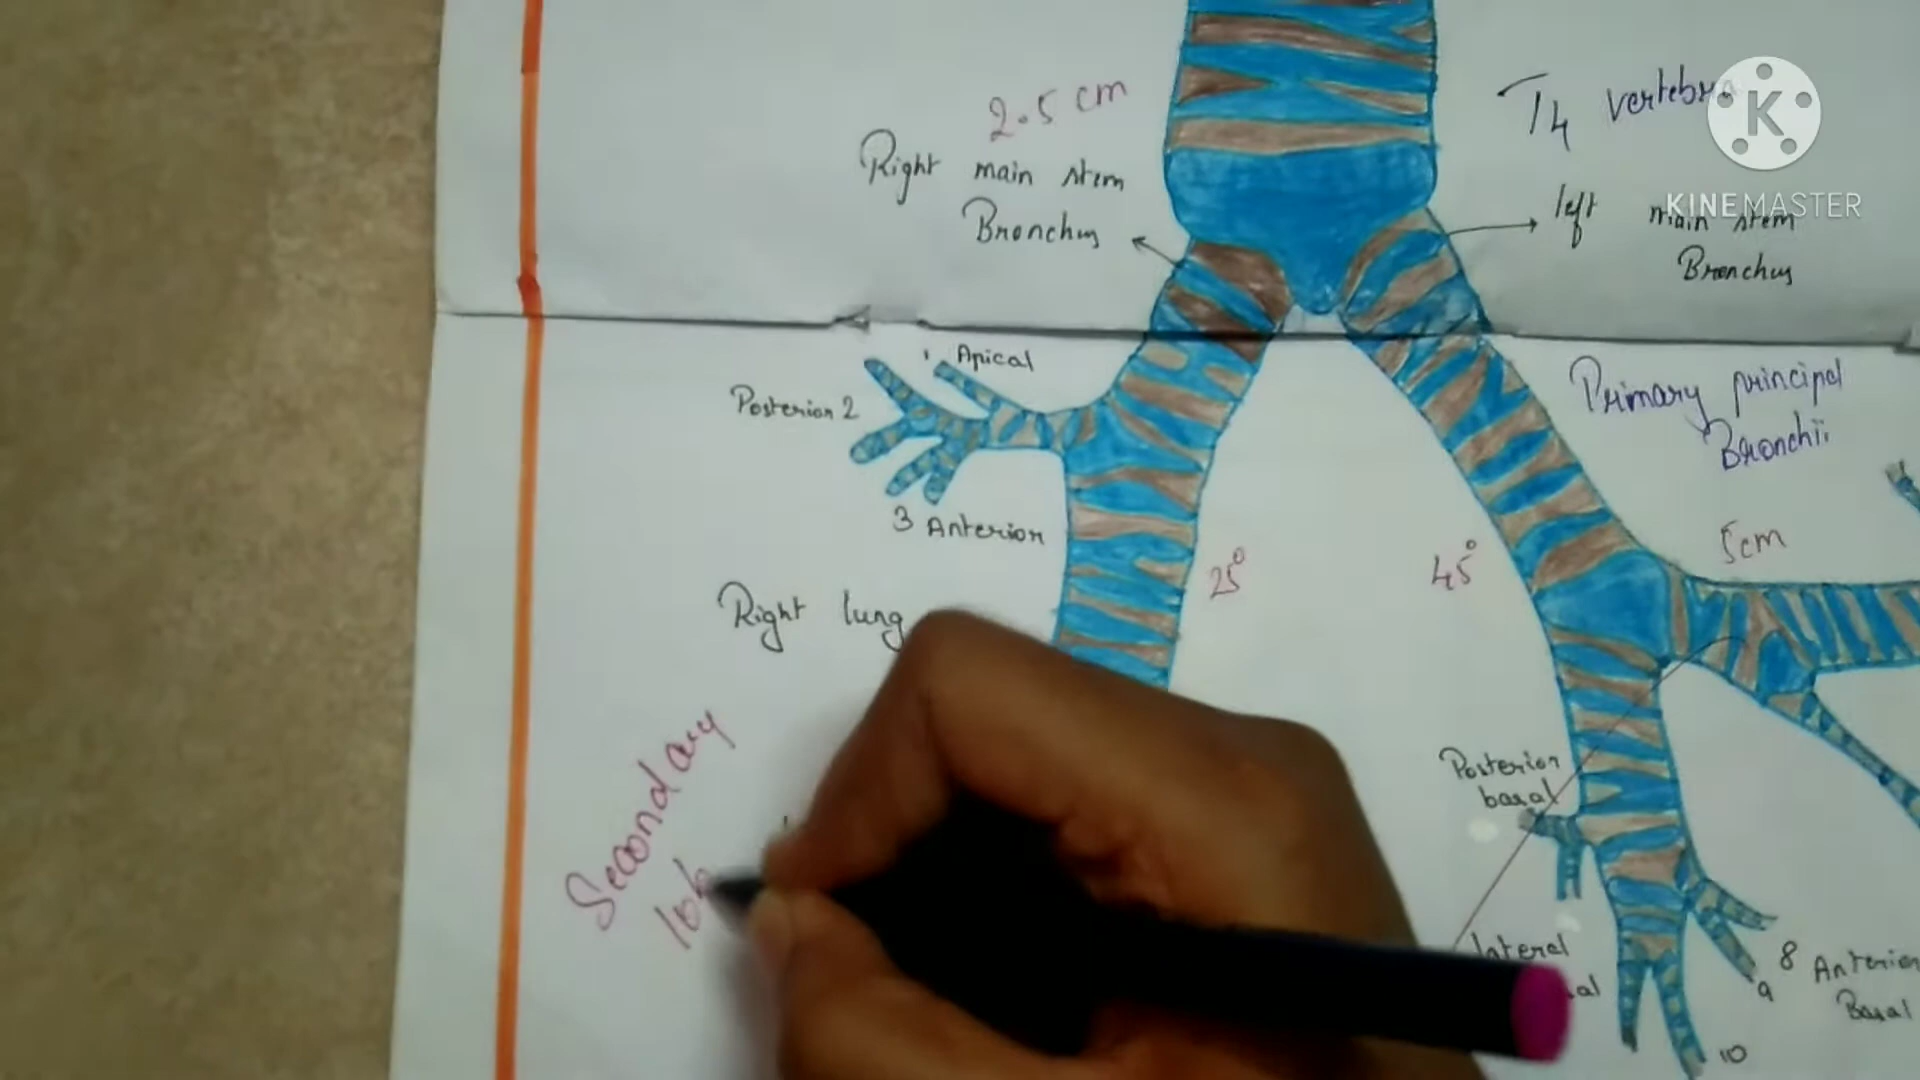 2.5 cm
Right main stem
Bronchus
T4 vertebra
K
KINEMASTER
left main stem
Bronchus
1 Apical
Posterior 2
3 Anterior
Primary principal
Bronchii
5cm
25°
45°
Right lung
Secondary
lob
Posterior
basal
lateral
8 Anterior
Basal
9
10